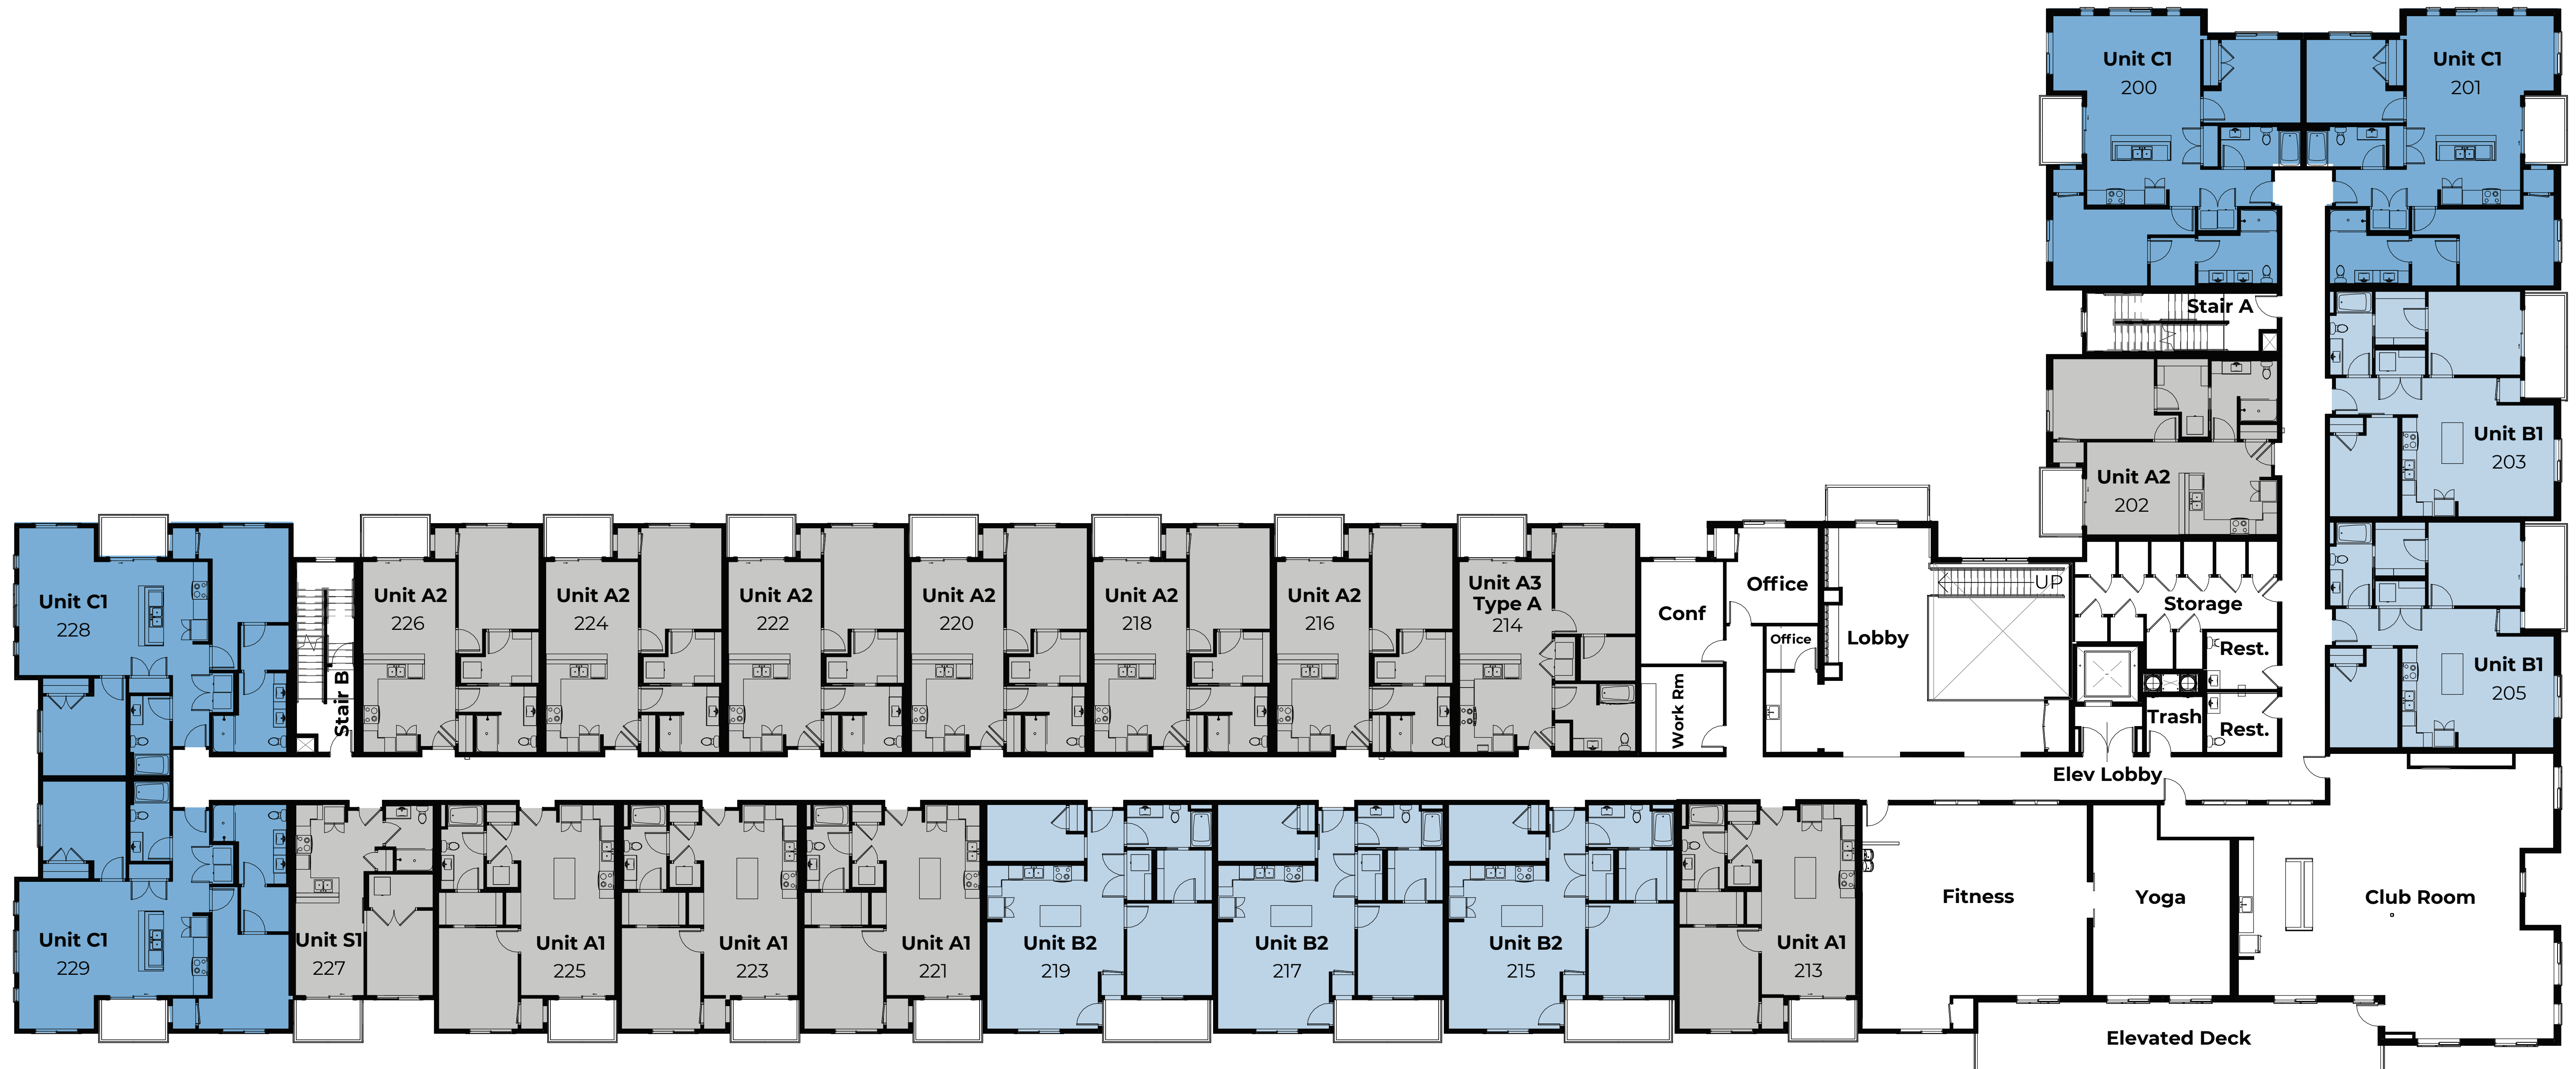 Unit C1
200
Unit C1
201
Stair A
Unit A2
202
Unit B1
203
Unit B1
205
Unit C1
228
Stair B
Unit A2
226
Unit A2
224
Unit A2
222
Unit A2
220
Unit A2
218
Unit A2
216
Unit A3
Type A
214
Conf
Work Rm
Office
Office
Lobby
UP
Storage
Rest.
Rest.
Trash
Elev Lobby
Unit C1
229
Unit S1
227
Unit A1
225
Unit A1
223
Unit A1
221
Unit B2
219
Unit B2
217
Unit B2
215
Unit A1
213
Fitness
Yoga
Club Room
Elevated Deck